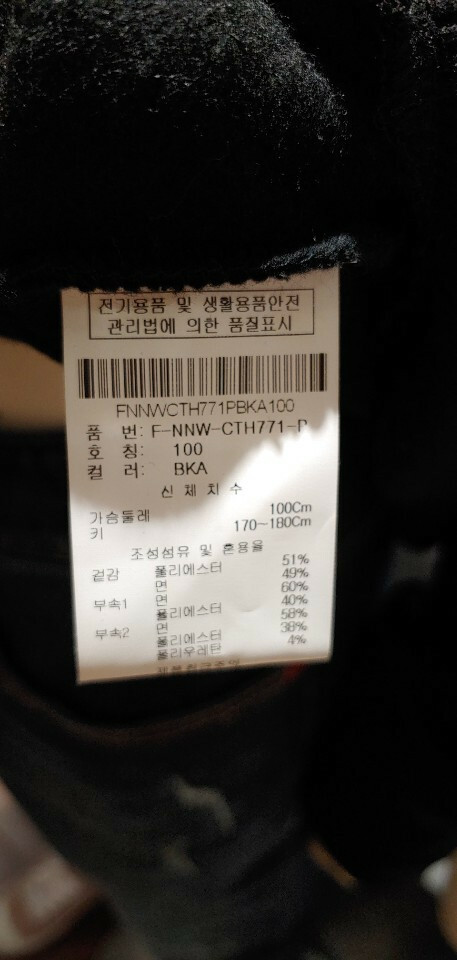 전기용품 및 생활용품안전
관리법에 의한 품질표시
FNNWCTH771PBKA100
품 번: F-NNW-CTH771-P
호 칭: 100
컬 러: BKA
신 체 치 수
가슴둘레 100Cm
키 170~180Cm
조성섬유 및 혼용율
겉감 폴리에스터 51%
면 49%
부속1 면 60%
폴리에스터 40%
부속2 면 58%
폴리에스터 38%
폴리우레탄 4%